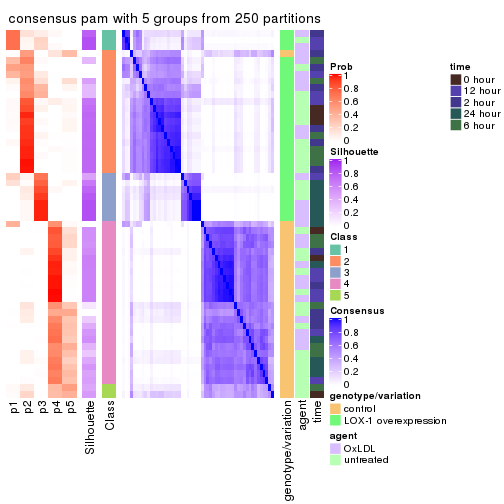 consensus pam with 5 groups from 250 partitions
p1
p2
p3
p4
p5
Silhouette
Class
genotype/variation
agent
time
Prob
1
0.8
0.6
0.4
0.2
0
Silhouette
1
0.8
0.6
0.4
0.2
0
Class
1
2
3
4
5
Consensus
1
0.8
0.6
0.4
0.2
0
genotype/variation
control
LOX-1 overexpression
agent
OxLDL
untreated
time
0 hour
12 hour
2 hour
24 hour
6 hour